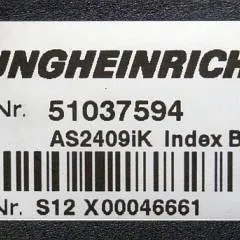 UNGHEINRICH
Nr. 51037594
AS2409iK Index B
Nr. S12 X00046661